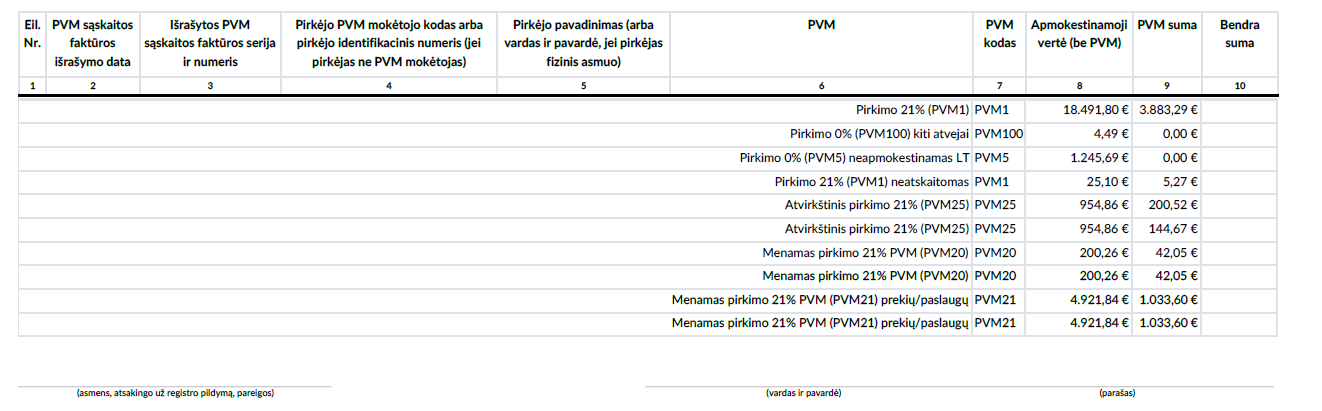 Eil. Nr. PVM sąskaitos faktūros išrašymo data Išrašytos PVM sąskaitos faktūros serija ir numeris Pirkėjo PVM mokėtojo kodas arba pirkėjo identifikacinis numeris (jei pirkėjas ne PVM mokėtojas) Pirkėjo pavadinimas (arba vardas ir pavardė, jei pirkėjas fizinis asmuo) PVM PVM kodas Apmokestinamoji vertė (be PVM) PVM suma Bendra suma
1 2 3 4 5 6 7 8 9 10
Pirkimo 21% (PVM1) PVM1 18.491,80 € 3.883,29 €
Pirkimo 0% (PVM100) kiti atvejai PVM100 4,49 € 0,00 €
Pirkimo 0% (PVM5) neapmokestinamas LT PVM5 1.245,69 € 0,00 €
Pirkimo 21% (PVM1) neatskaitomas PVM1 25,10 € 5,27 €
Atvirkštinis pirkimo 21% (PVM25) PVM25 954,86 € 200,52 €
Atvirkštinis pirkimo 21% (PVM25) PVM25 954,86 € 144,67 €
Menamas pirkimo 21% PVM (PVM20) PVM20 200,26 € 42,05 €
Menamas pirkimo 21% PVM (PVM20) PVM20 200,26 € 42,05 €
Menamas pirkimo 21% PVM (PVM21) prekių/paslaugų PVM21 4.921,84 € 1.033,60 €
Menamas pirkimo 21% PVM (PVM21) prekių/paslaugų PVM21 4.921,84 € 1.033,60 €
(asmens, atsakingo už registro pildymą, pareigos) (vardas ir pavardė) (parašas)